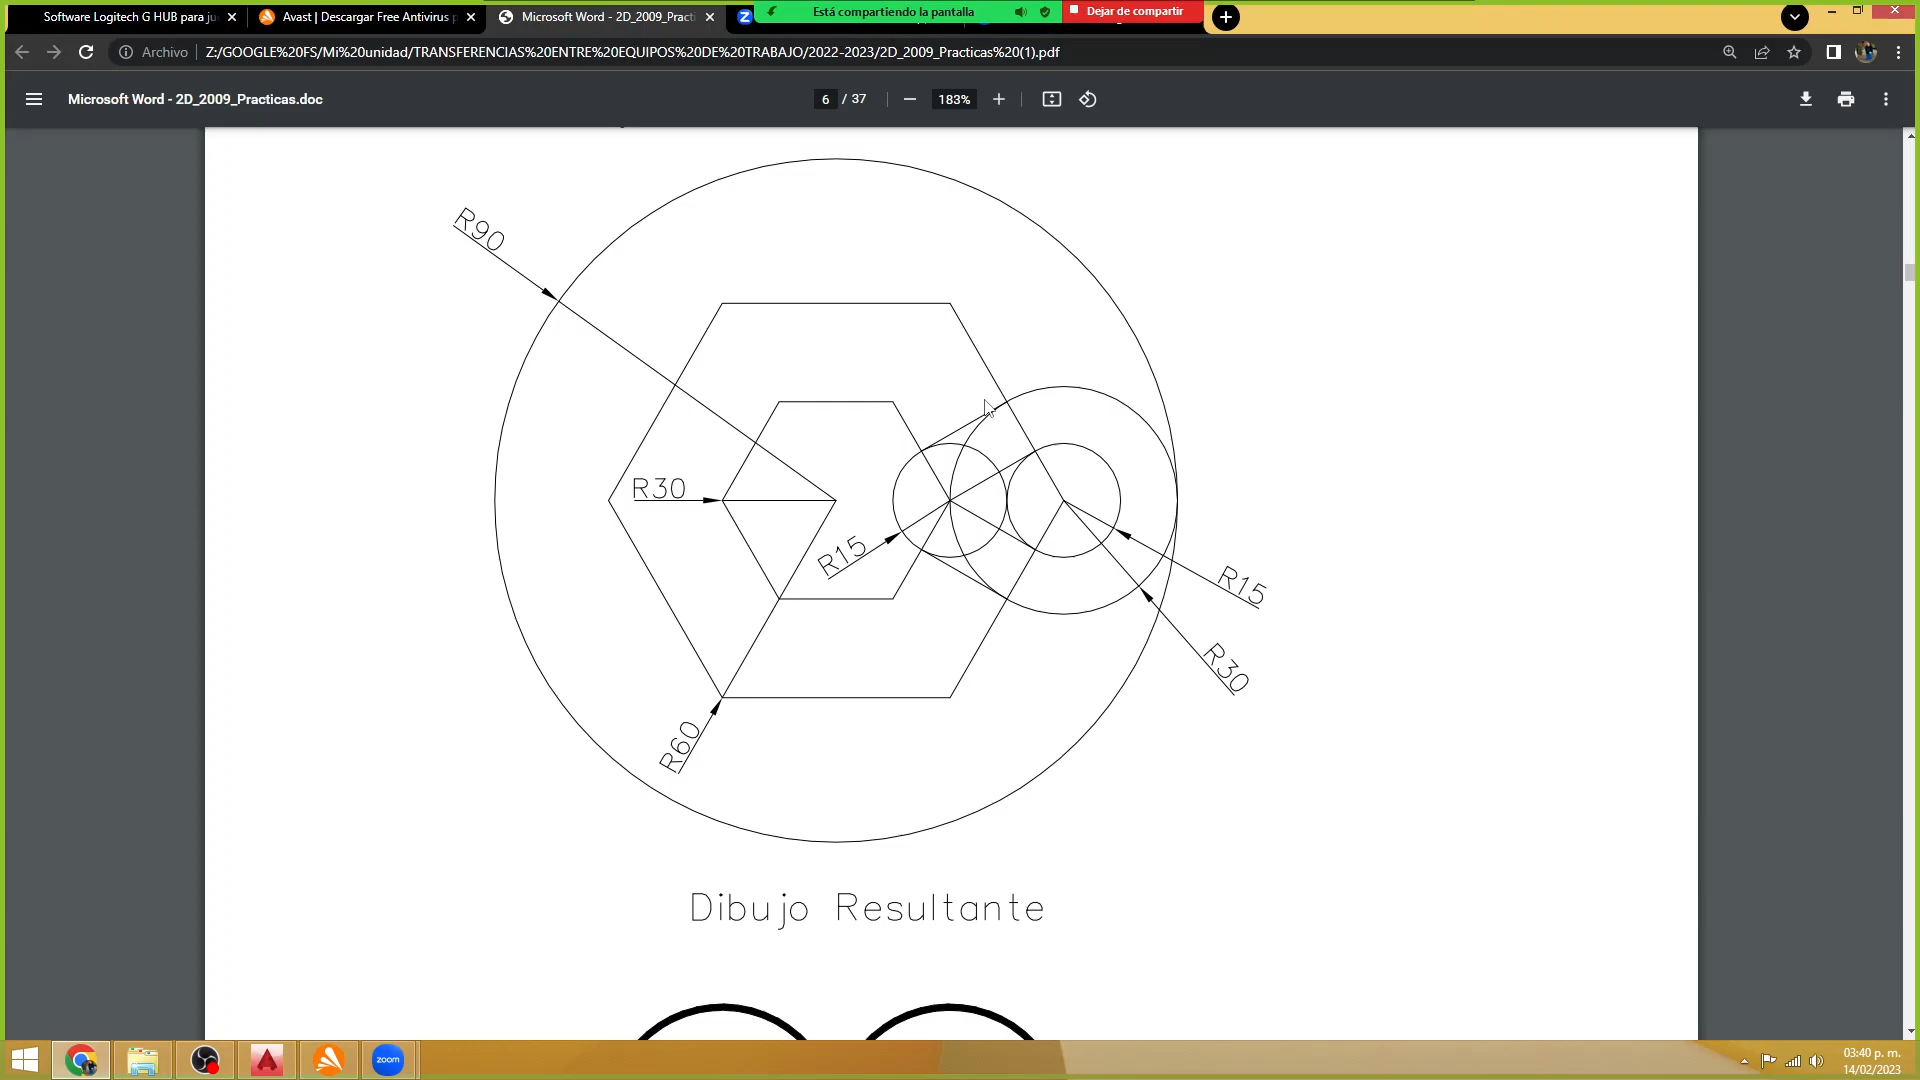 Software Logitech G HUB para ju
Avast | Descargar Free Antivirus p
Microsoft Word - 2D_2009_Practi
Está compartiendo la pantalla
Dejar de compartir
Archivo
Z:/GOOGLE%20FS/Mi%20unidad/TRANSFERENCIAS%20ENTRE%20EQUIPOS%20DE%20TRABAJO/2022-2023/2D_2009_Practicas%20(1).pdf
Microsoft Word - 2D_2009_Practicas.doc
6 / 37
183%
R90
R30
R15
R15
R30
R60
Dibujo Resultante
zoom
03:40 p. m.
14/02/2023